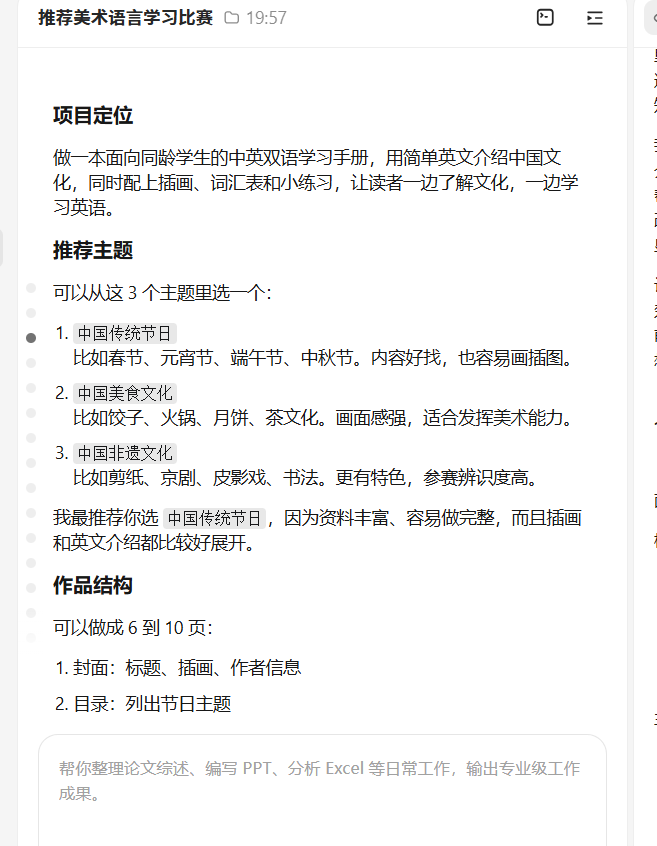 推荐美术语言学习比赛 19:57
项目定位
做一本面向同龄学生的中英双语学习手册，用简单英文介绍中国文
化，同时配上插画、词汇表和小练习，让读者一边了解文化，一边学
习英语。
推荐主题
可以从这 3 个主题里选一个：
1. 中国传统节日
比如春节、元宵节、端午节、中秋节。内容好找，也容易画插图。
2. 中国美食文化
比如饺子、火锅、月饼、茶文化。画面感强，适合发挥美术能力。
3. 中国非遗文化
比如剪纸、京剧、皮影戏、书法。更有特色，参赛辨识度高。
我最推荐你选 中国传统节日，因为资料丰富、容易做完整，而且插画
和英文介绍都比较好展开。
作品结构
可以做成 6 到 10 页：
1. 封面：标题、插画、作者信息
2. 目录：列出节日主题
帮你整理论文综述、编写 PPT、分析 Excel 等日常工作，输出专业级工作
成果。